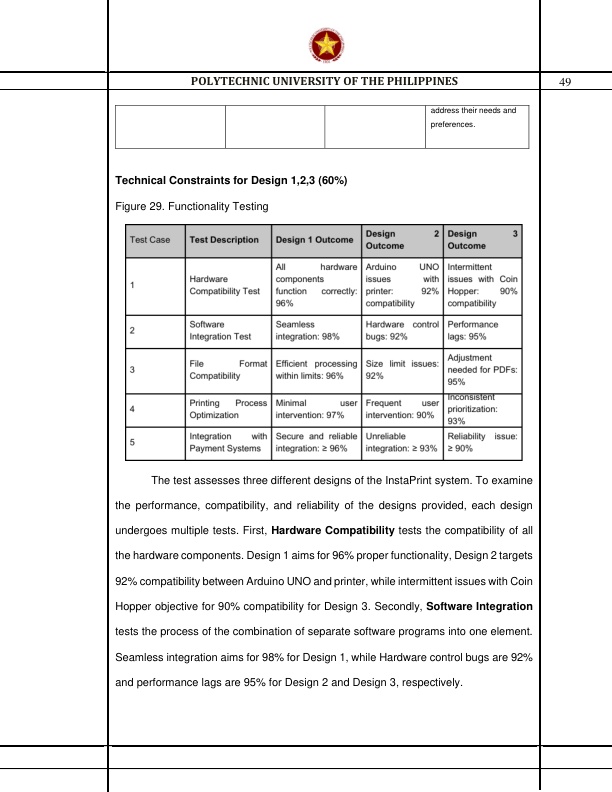 POLYTECHNIC UNIVERSITY OF THE PHILIPPINES
49
address their needs and
preferences.
Technical Constraints for Design 1,2,3 (60%)
Figure 29. Functionality Testing
Test Case
Test Description
Design 1 Outcome
Design 2
Outcome
Design 3
Outcome
1
Hardware
Compatibility Test
All hardware
components
function correctly:
96%
Arduino UNO
issues with
printer: 92%
compatibility
Intermittent
issues with Coin
Hopper: 90%
compatibility
2
Software
Integration Test
Seamless
integration: 98%
Hardware control
bugs: 92%
Performance
lags: 95%
3
File Format
Compatibility
Efficient processing
within limits: 96%
Size limit issues:
92%
Adjustment
needed for PDFs:
95%
4
Printing Process
Optimization
Minimal user
intervention: 97%
Frequent user
intervention: 90%
Inconsistent
prioritization:
93%
5
Integration with
Payment Systems
Secure and reliable
integration: ≥ 96%
Unreliable
integration: ≥ 93%
Reliability issue:
≥ 90%
The test assesses three different designs of the InstaPrint system. To examine
the performance, compatibility, and reliability of the designs provided, each design
undergoes multiple tests. First, Hardware Compatibility tests the compatibility of all
the hardware components. Design 1 aims for 96% proper functionality, Design 2 targets
92% compatibility between Arduino UNO and printer, while intermittent issues with Coin
Hopper objective for 90% compatibility for Design 3. Secondly, Software Integration
tests the process of the combination of separate software programs into one element.
Seamless integration aims for 98% for Design 1, while Hardware control bugs are 92%
and performance lags are 95% for Design 2 and Design 3, respectively.